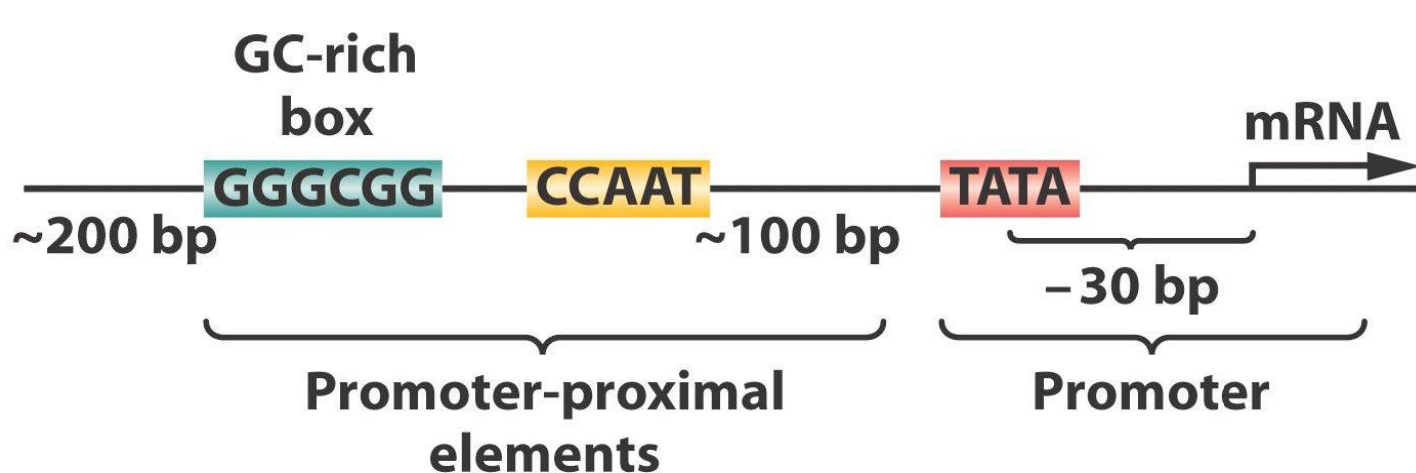 GC-rich
box
mRNA
GGGCGG
CCAAT
TATA
~200 bp
~100 bp
– 30 bp
Promoter-proximal
elements
Promoter